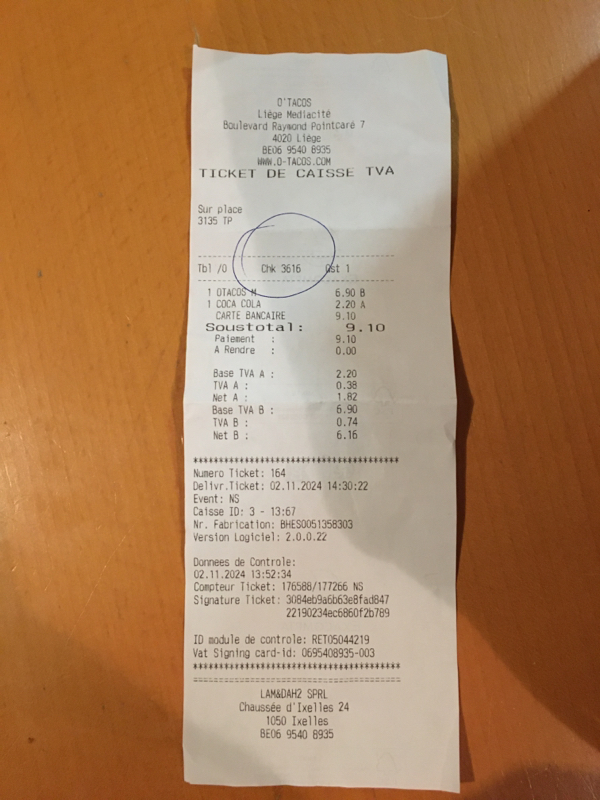 O'TACOS
Liège Mediacité
Boulevard Raymond Pointcaré 7
4020 Liège
BE06 9540 8935
WWW.O-TACOS.COM
TICKET DE CAISSE TVA
Sur place
3135 TP
Tbl /0 Chk 3616 Gst 1
1 OTACOS M 6.90 B
1 COCA COLA 2.20 A
CARTE BANCAIRE 9.10
Soustotal: 9.10
Paiement : 9.10
A Rendre : 0.00
Base TVA A : 2.20
TVA A : 0.38
Net A : 1.82
Base TVA B : 6.90
TVA B : 0.74
Net B : 6.16
****************************************
Numero Ticket: 164
Delivr.Ticket: 02.11.2024 14:30:22
Event: NS
Caisse ID: 3 - 13:67
Nr. Fabrication: BHES0051358303
Version Logiciel: 2.0.0.22
Donnees de Controle:
02.11.2024 13:52:34
Compteur Ticket: 176588/177266 NS
Signature Ticket: 3084eb9a6b63e8fad847
22190234ec6860f2b789
ID module de controle: RET05044219
Vat Signing card-id: 0695408935-003
****************************************
========================================
LAM&DAH2 SPRL
Chaussée d'Ixelles 24
1050 Ixelles
BE06 9540 8935